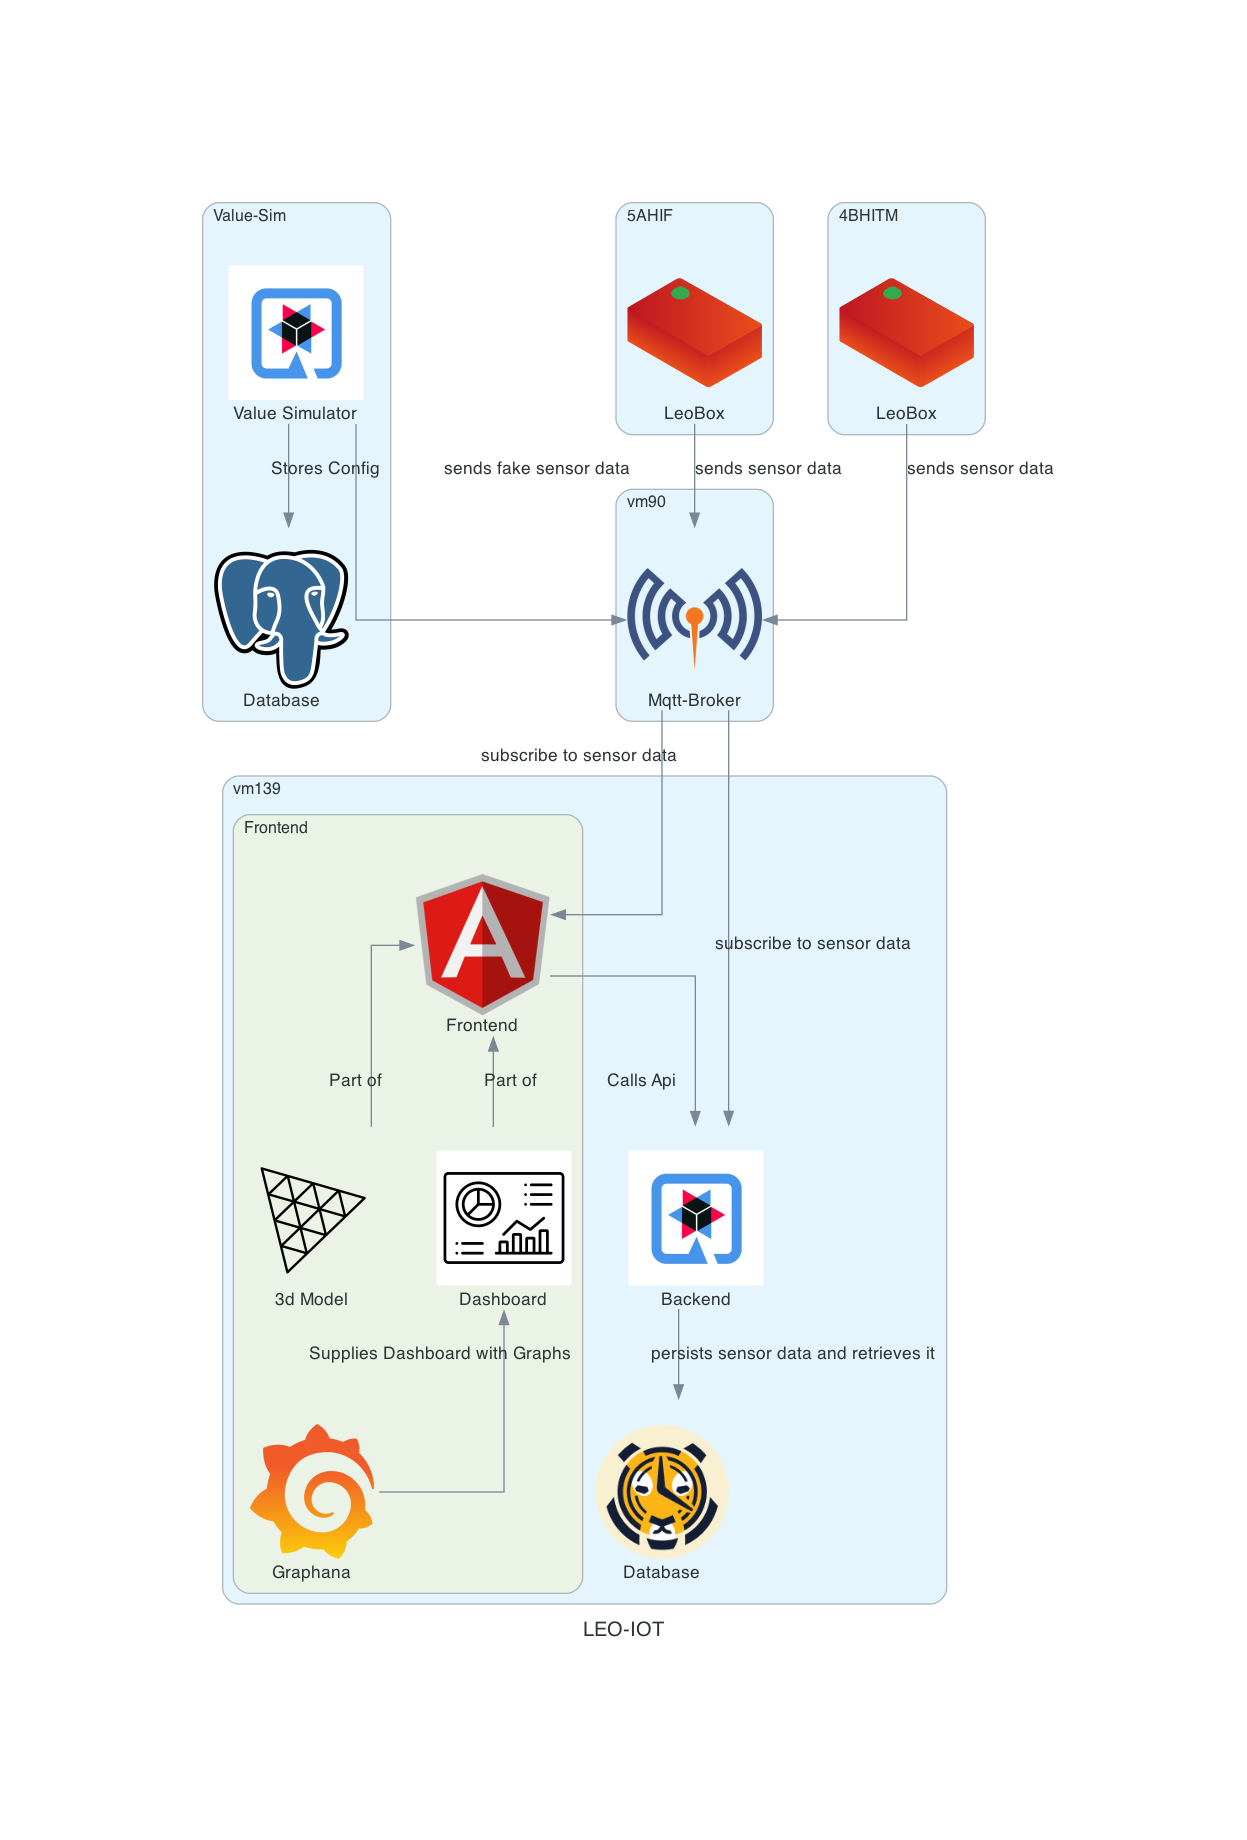 Value-Sim
5AHIF
4BHITM
Value Simulator
LeoBox
LeoBox
Stores Config
sends fake sensor data
sends sensor data
sends sensor data
vm90
Database
Mqtt-Broker
subscribe to sensor data
vm139
Frontend
subscribe to sensor data
Frontend
Part of
Part of
Calls Api
3d Model
Dashboard
Backend
Supplies Dashboard with Graphs
persists sensor data and retrieves it
Graphana
Database
LEO-IOT